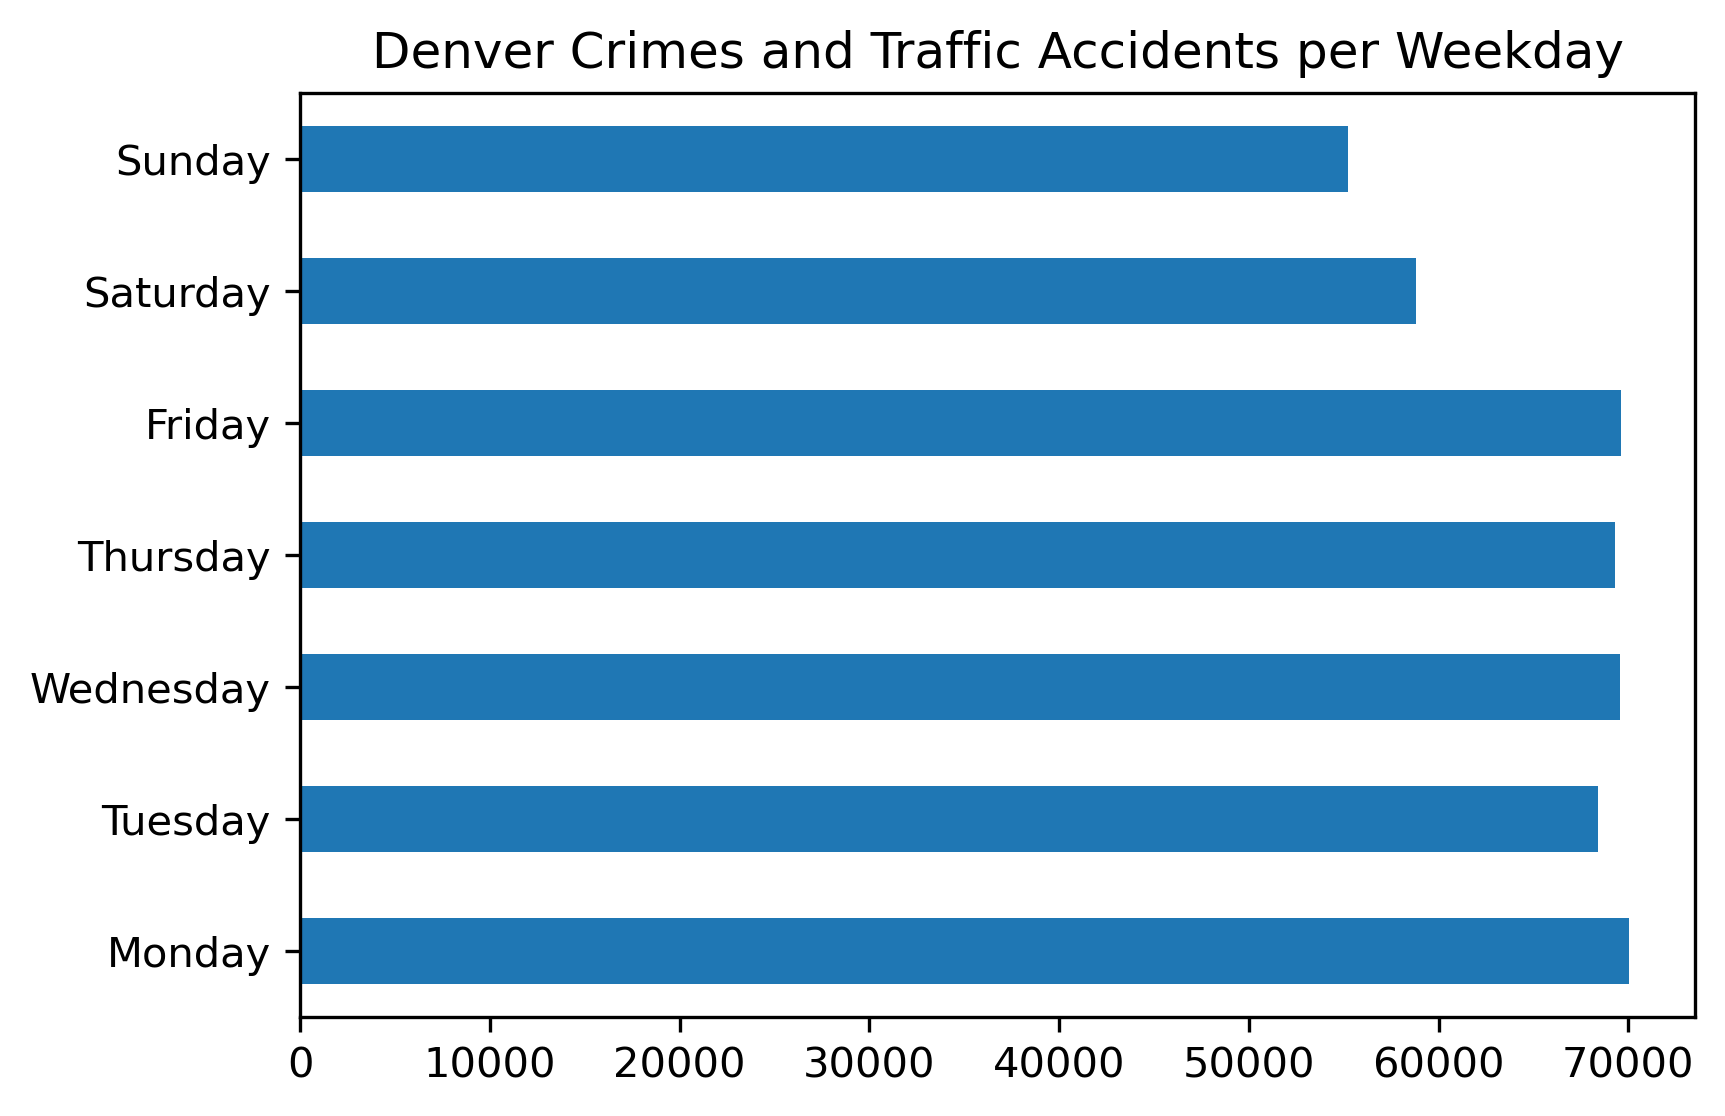 Denver Crimes and Traffic Accidents per Weekday
Sunday
Saturday
Friday
Thursday
Wednesday
Tuesday
Monday
0 10000 20000 30000 40000 50000 60000 70000